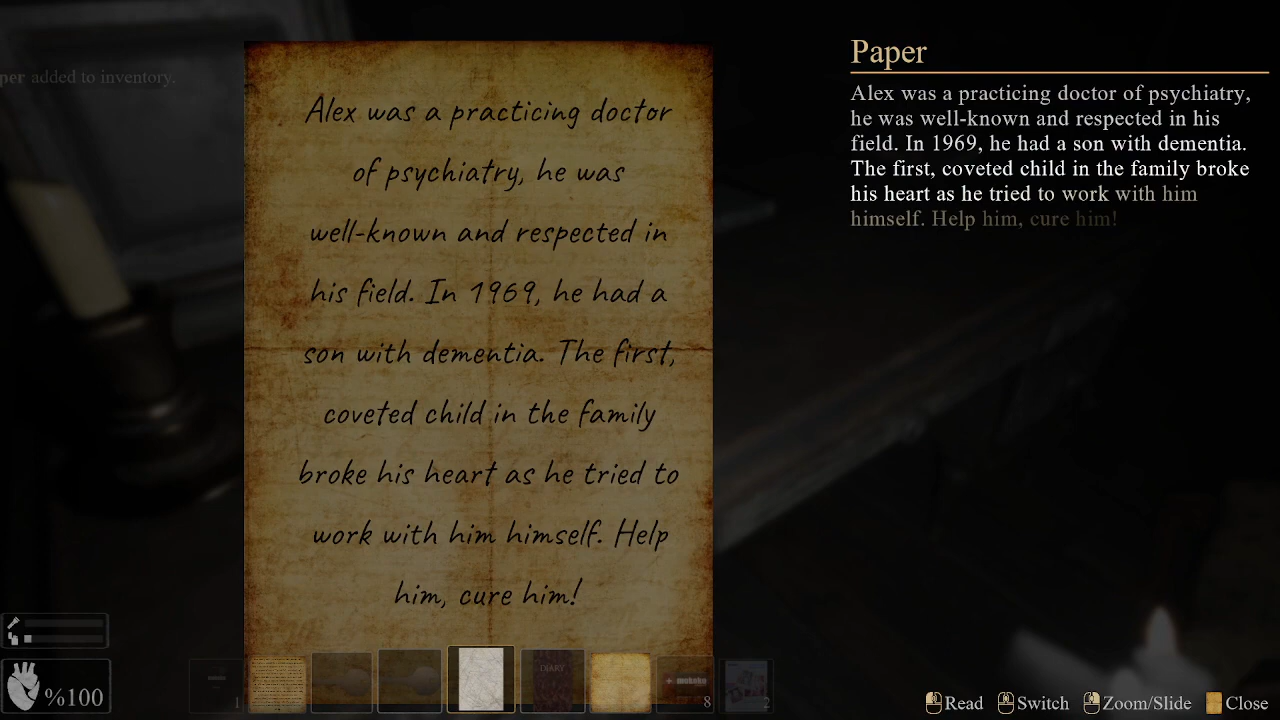 per added to inventory.
Alex was a practicing doctor
of psychiatry, he was
well-known and respected in
his field. In 1969, he had a
son with dementia. The first,
coveted child in the family
broke his heart as he tried to
work with him himself. Help
him, cure him!
Paper
Alex was a practicing doctor of psychiatry,
he was well-known and respected in his
field. In 1969, he had a son with dementia.
The first, coveted child in the family broke
his heart as he tried to work with him
himself. Help him, cure him!
%100
1
DIARY
8
2
Read Switch Zoom/Slide Close